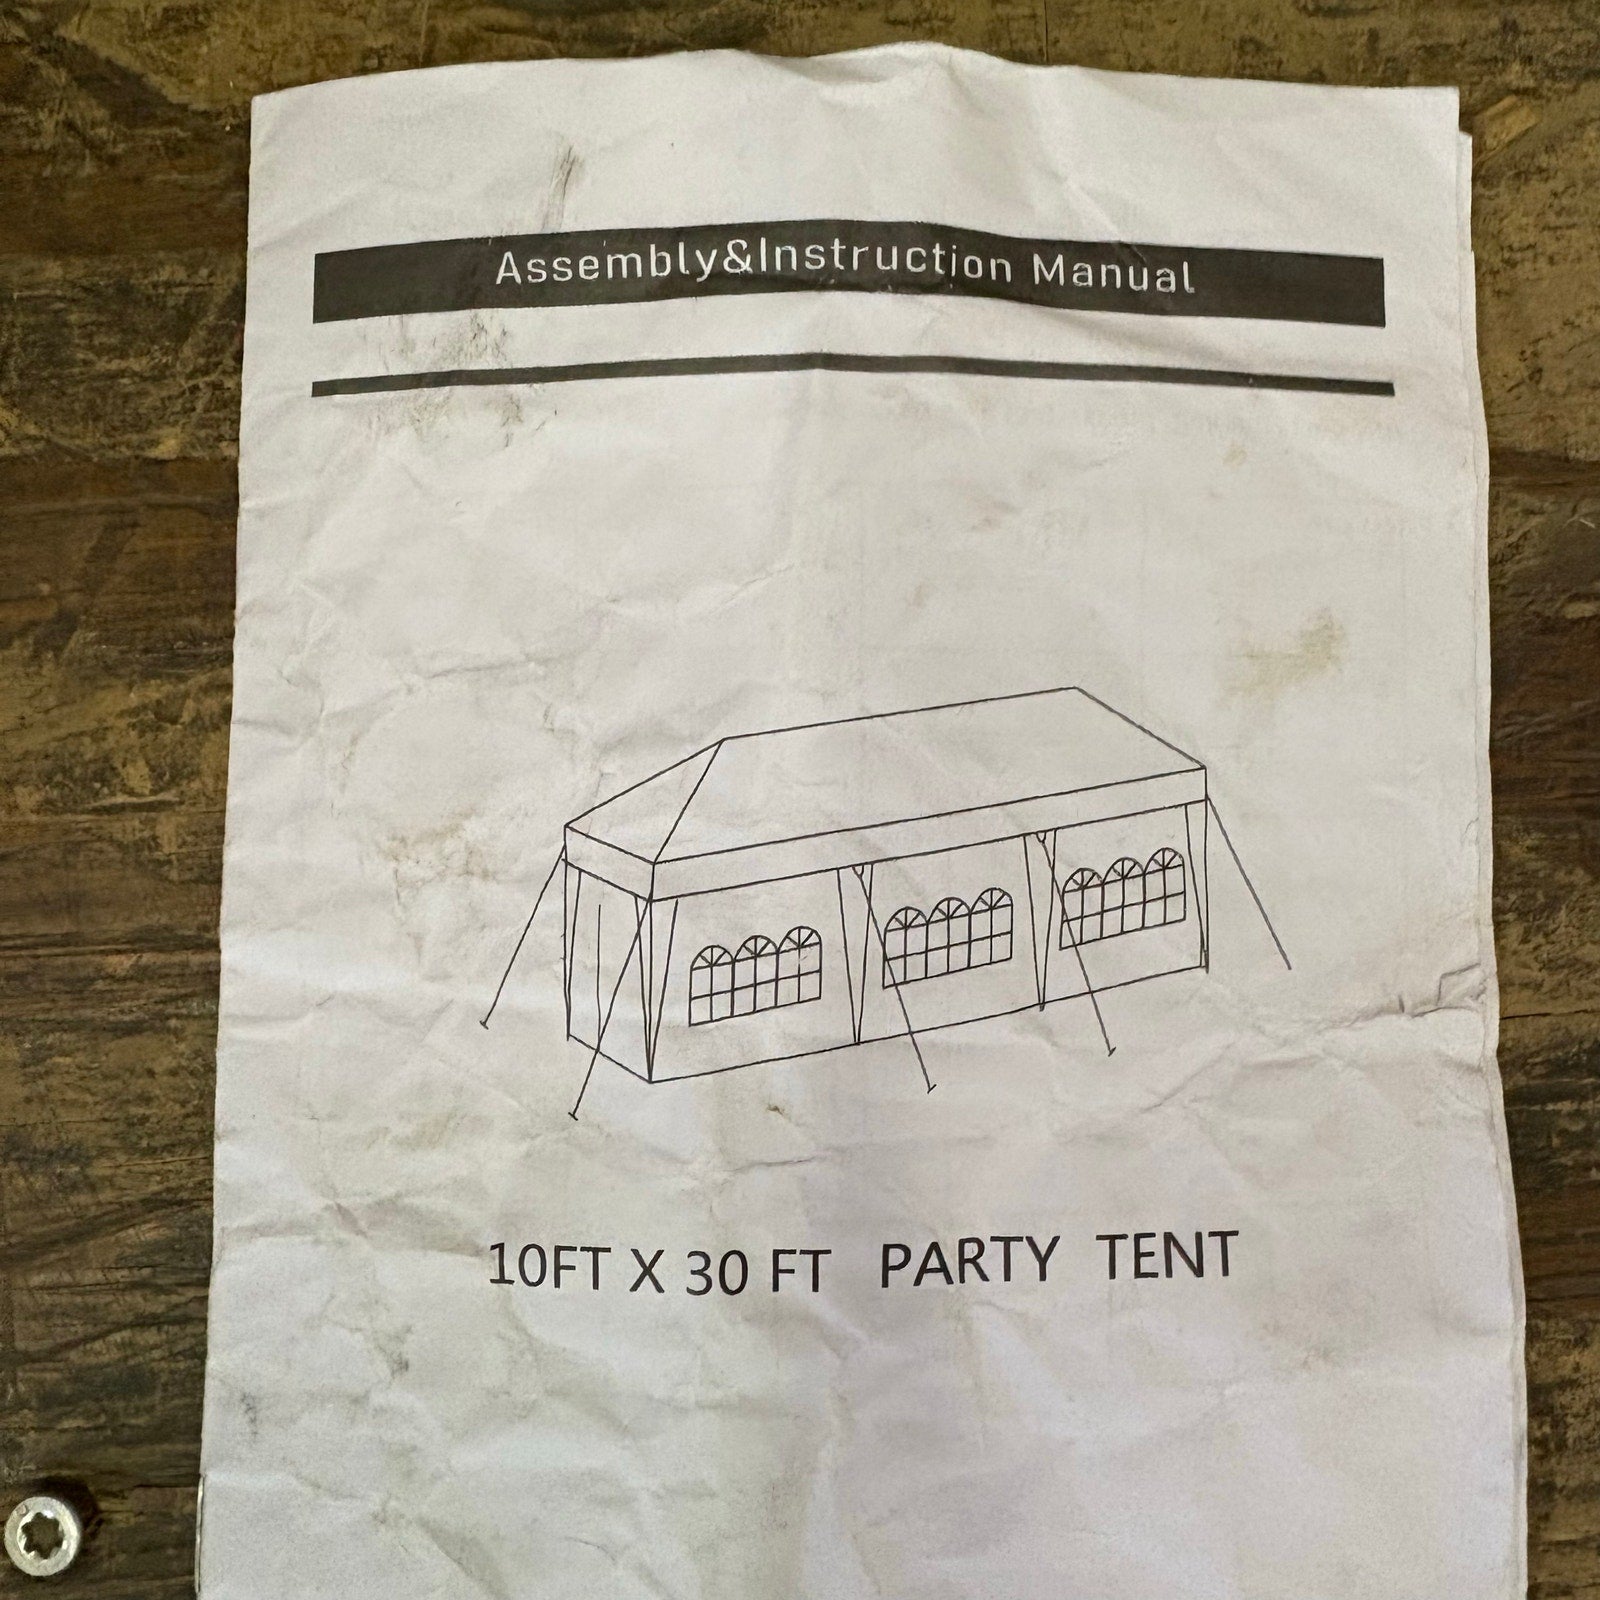 Assembly&Instruction Manual
10FT X 30 FT PARTY TENT